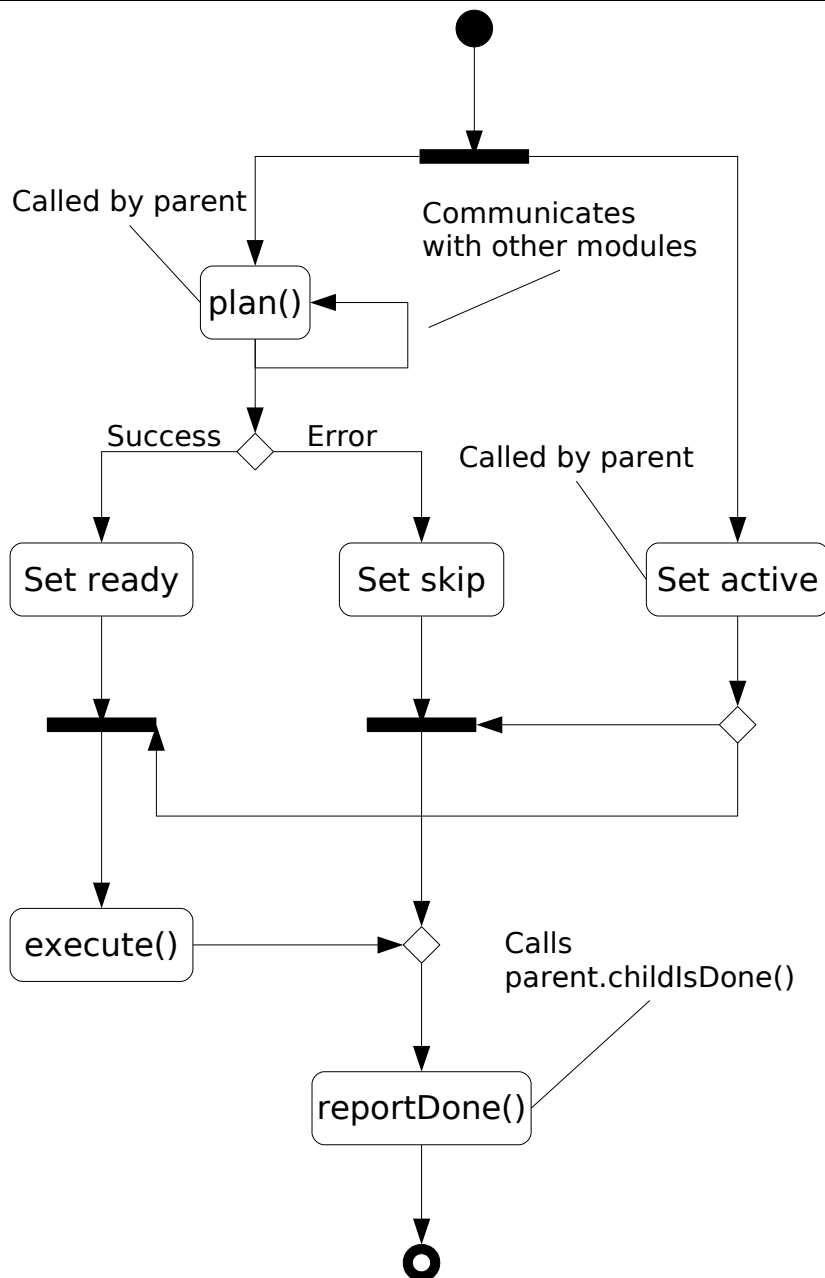 Called by parent
Communicates
with other modules
plan()
Success
Error
Called by parent
Set ready
Set skip
Set active
execute()
Calls
parent.childIsDone()
reportDone()